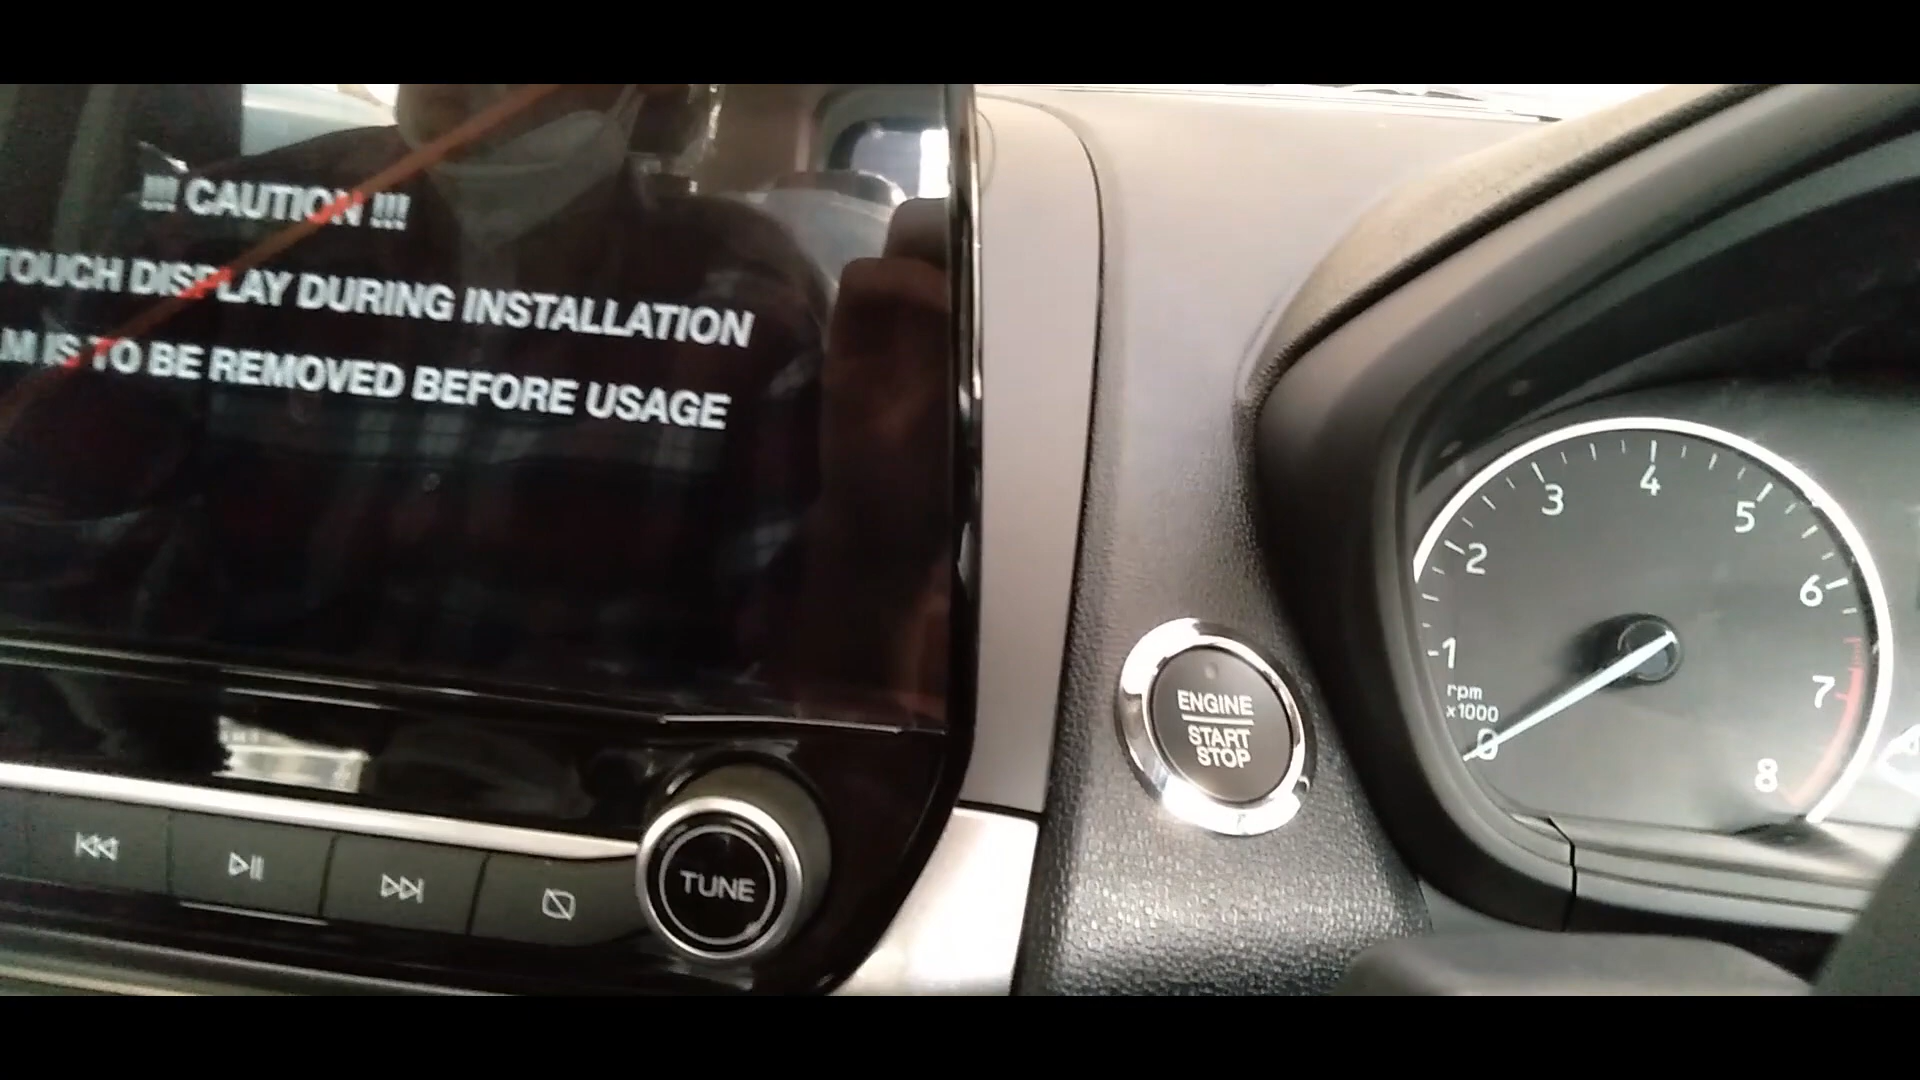 !!! CAUTION !!!
TOUCH DISPLAY DURING INSTALLATION
IS TO BE REMOVED BEFORE USAGE
TUNE
ENGINE
START
STOP
1
2
3
4
5
6
7
8
rpm
x1000
0